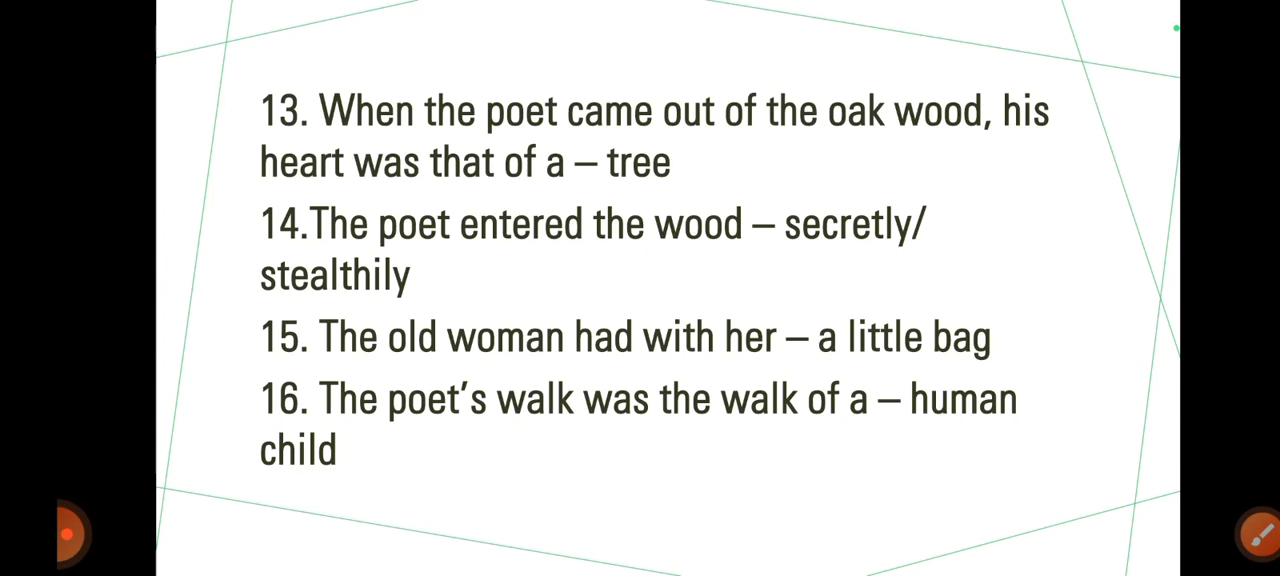 13. When the poet came out of the oak wood, his
heart was that of a – tree
14.The poet entered the wood – secretly/
stealthily
15. The old woman had with her – a little bag
16. The poet’s walk was the walk of a – human
child